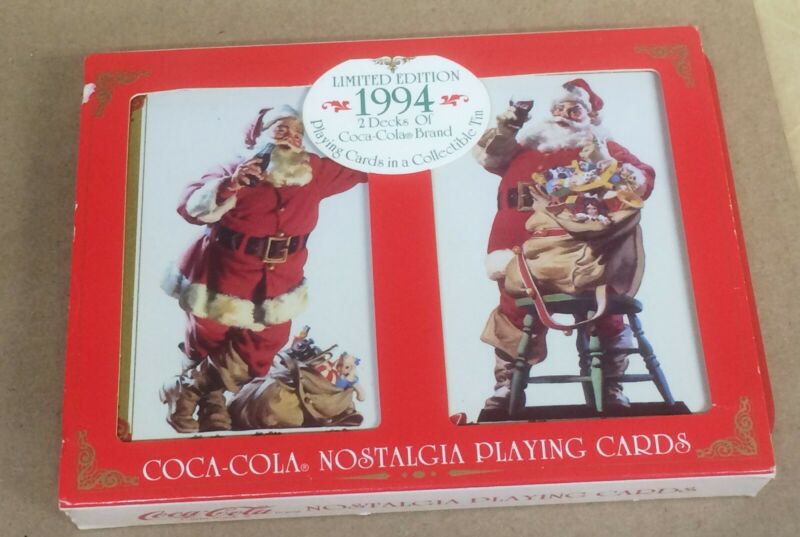 LIMITED EDITION
1994
2 Decks Of
Coca-Cola® Brand
Playing Cards in a Collectible Tin
COCA-COLA® NOSTALGIA PLAYING CARDS
Coca-Cola NOSTALGIA PLAYING CARDS